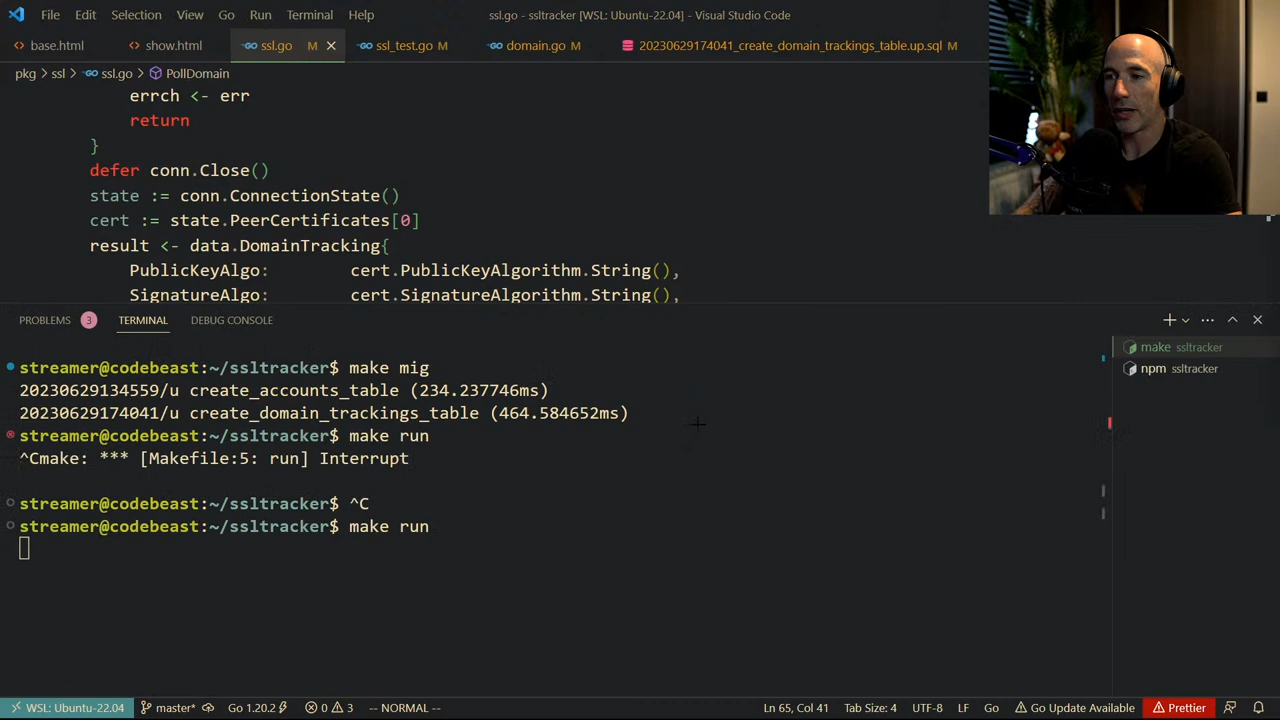 File Edit Selection View Go Run Terminal Help
ssl.go - ssltracker [WSL: Ubuntu-22.04] - Visual Studio Code
base.html show.html ssl.go M ssl_test.go M domain.go M 20230629174041_create_domain_trackings_table.up.sql M
pkg > ssl > ssl.go > PollDomain
errch <- err
return
}
defer conn.Close()
state := conn.ConnectionState()
cert := state.PeerCertificates[0]
result <- data.DomainTracking{
PublicKeyAlgo: cert.PublicKeyAlgorithm.String(),
SignatureAlgo: cert.SignatureAlgorithm.String(),
PROBLEMS 3 TERMINAL DEBUG CONSOLE
streamer@codebeast:~/ssltracker$ make mig
20230629134559/u create_accounts_table (234.237746ms)
20230629174041/u create_domain_trackings_table (464.584652ms)
streamer@codebeast:~/ssltracker$ make run
^Cmake: *** [Makefile:5: run] Interrupt
streamer@codebeast:~/ssltracker$ ^C
streamer@codebeast:~/ssltracker$ make run
make ssltracker
npm ssltracker
WSL: Ubuntu-22.04 master* Go 1.20.2 0 3 -- NORMAL -- Ln 65, Col 41 Tab Size: 4 UTF-8 LF Go Go Update Available Prettier